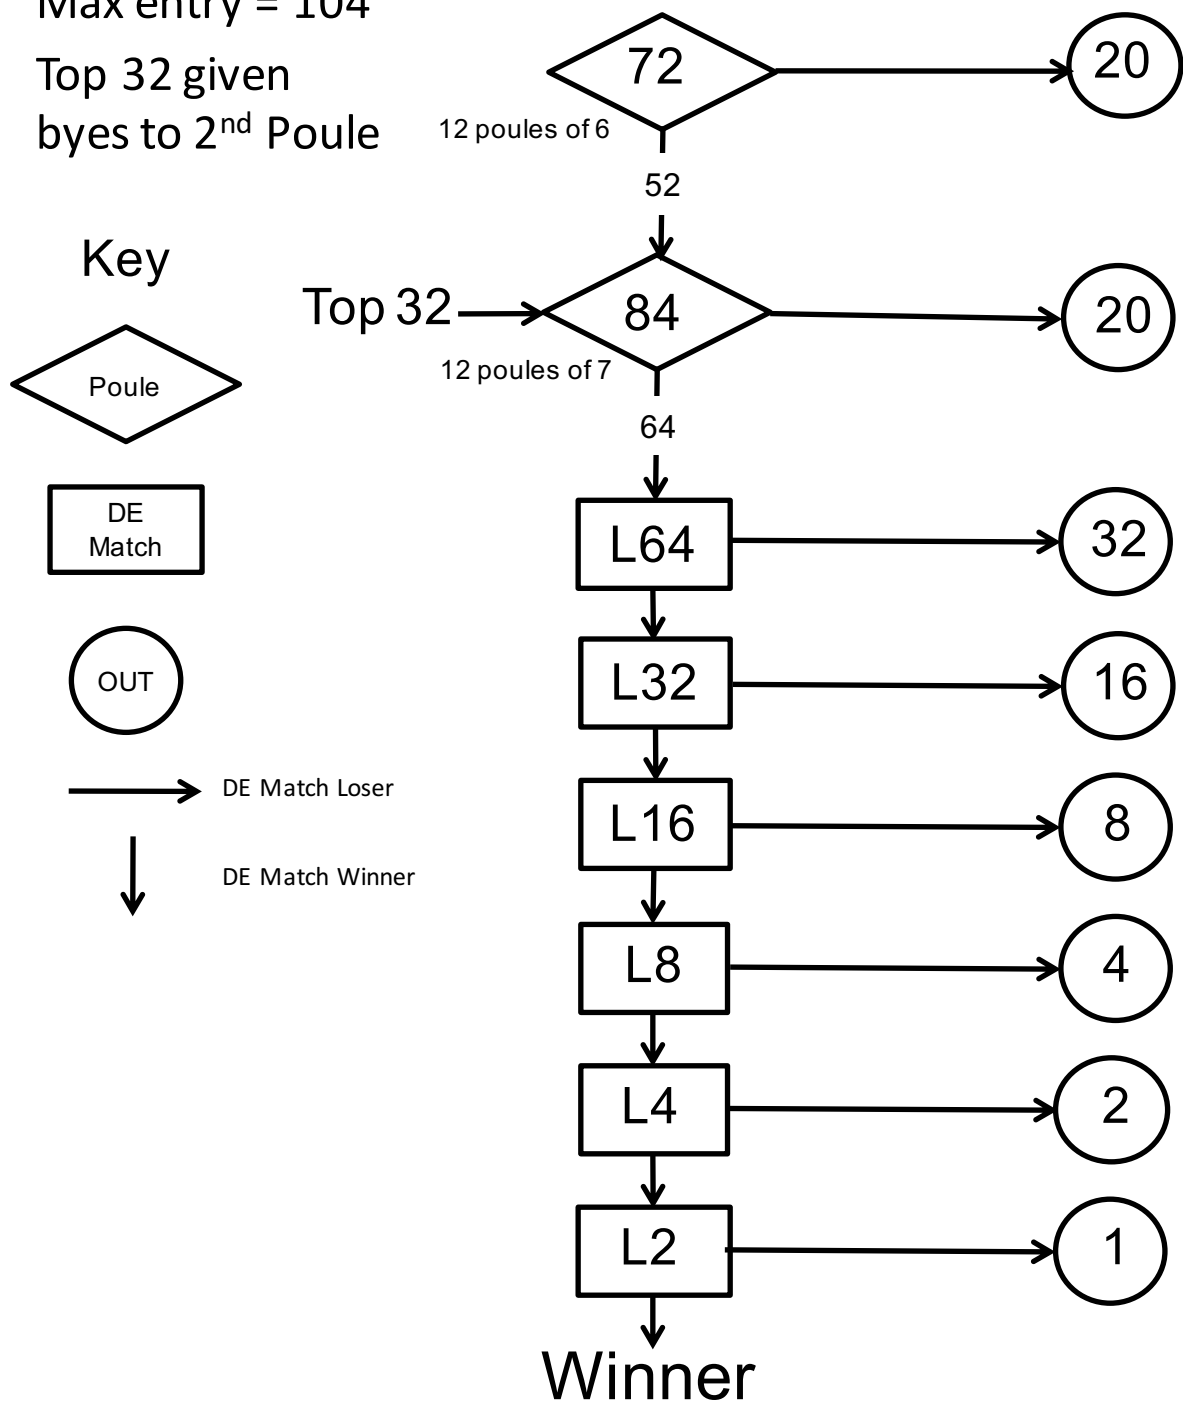 Max entry = 104
Top 32 given
byes to 2nd Poule
72
20
12 poules of 6
52
Key
Top 32
84
20
12 poules of 7
Poule
64
DE
Match
L64
32
OUT
L32
16
DE Match Loser
L16
8
DE Match Winner
L8
4
L4
2
L2
1
Winner